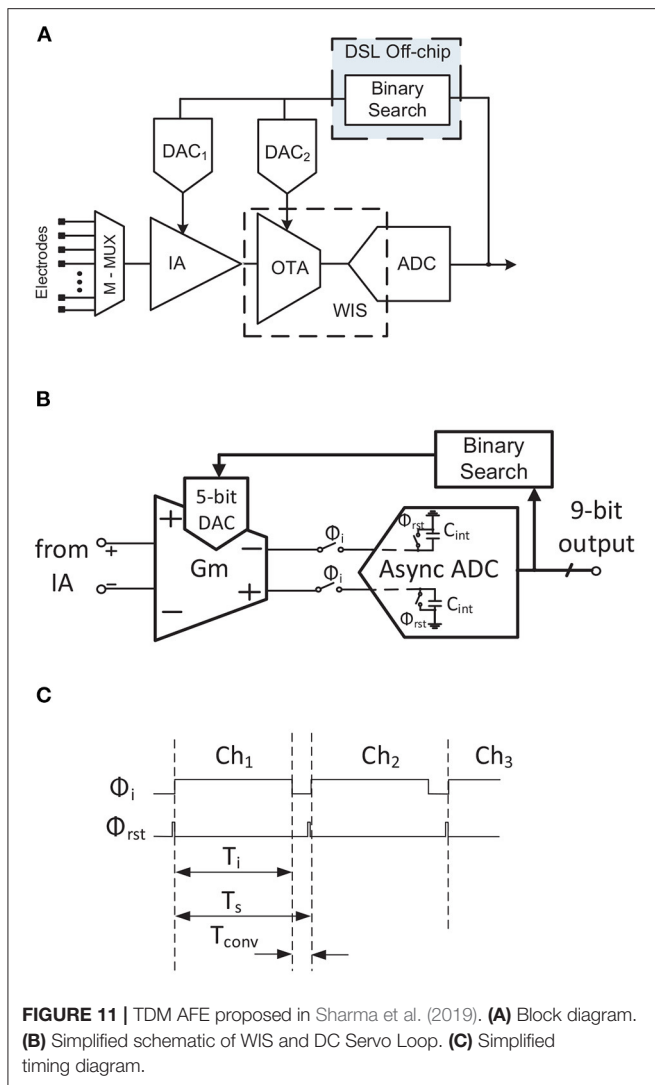 A
DSL Off-chip
Binary
Search
DAC₁
DAC₂
Electrodes
M - MUX
IA
OTA
ADC
WIS
B
Binary
Search
5-bit
DAC
9-bit
output
from
IA
+
−
+
−
Gm
−
+
Φi
Φi
Φrst
Cint
Async ADC
Cint
Φrst
C
Ch₁
Ch₂
Ch₃
Φi
Φrst
Ti
Ts
Tconv
FIGURE 11 | TDM AFE proposed in Sharma et al. (2019). (A) Block diagram.
(B) Simplified schematic of WIS and DC Servo Loop. (C) Simplified
timing diagram.